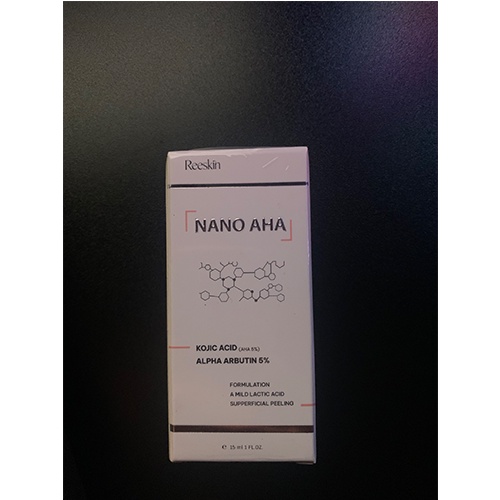 Reeskin
NANO AHA
KOJIC ACID (AHA 5%)
ALPHA ARBUTIN 5%
FORMULATION
A MILD LACTIC ACID
SUPPERFICIAL PEELING
℮ 15 ml 1 FL OZ.